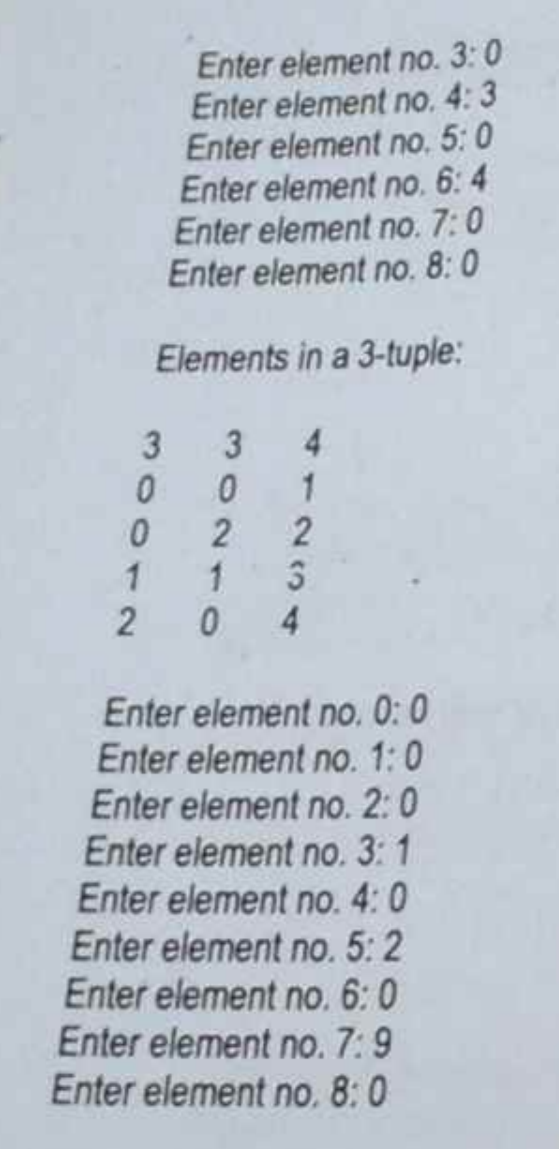 Enter element no. 3: 0
Enter element no. 4: 3
Enter element no. 5: 0
Enter element no. 6: 4
Enter element no. 7: 0
Enter element no. 8: 0
Elements in a 3-tuple:
3 3 4
0 0 1
0 2 2
1 1 3
2 0 4
Enter element no. 0: 0
Enter element no. 1: 0
Enter element no. 2: 0
Enter element no. 3: 1
Enter element no. 4: 0
Enter element no. 5: 2
Enter element no. 6: 0
Enter element no. 7: 9
Enter element no. 8: 0